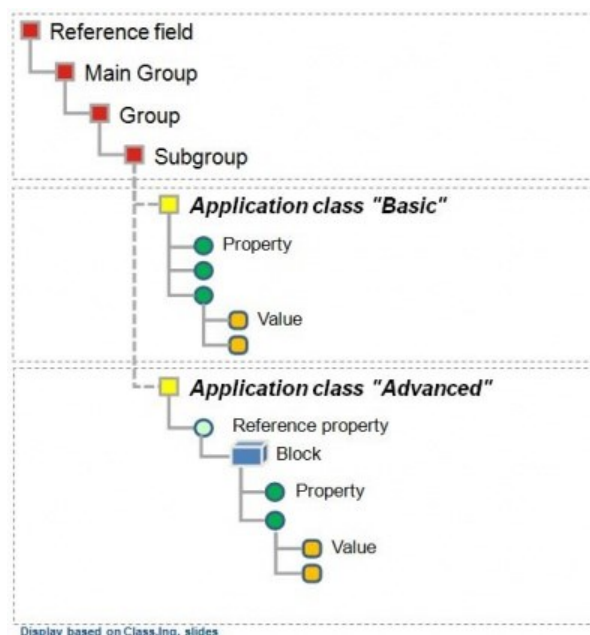 Reference field
Main Group
Group
Subgroup
Application class "Basic"
Property
Value
Application class "Advanced"
Reference property
Block
Property
Value
Display based on Class.Ing. slides